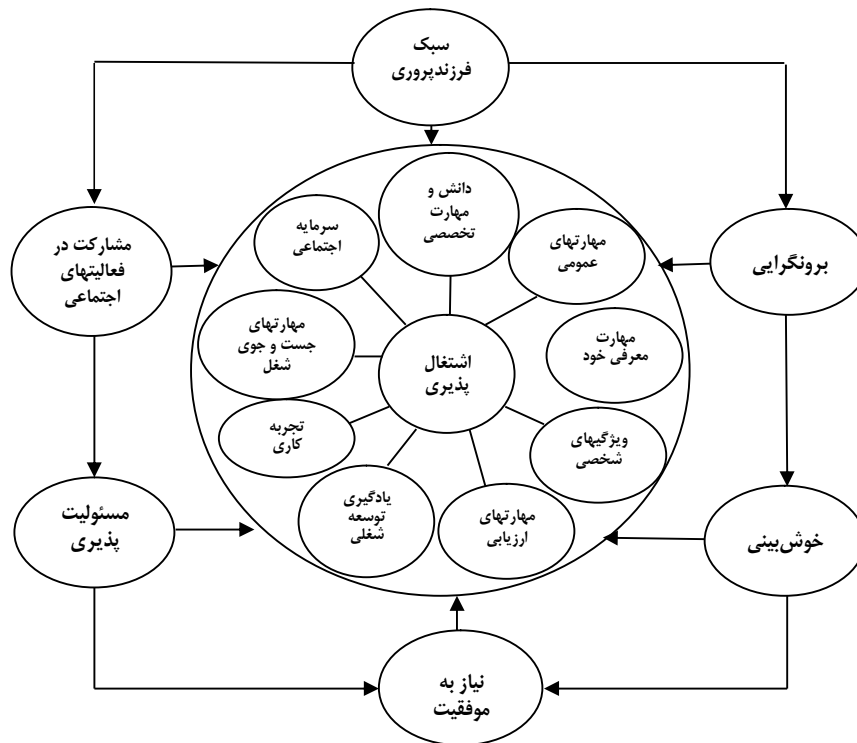 سبک
فرزندپروری
دانش و
مهارت
تخصصی
سرمایه
اجتماعی
مهارتهای
عمومی
مشارکت در
فعالیتهای
اجتماعی
برونگرایی
مهارتهای
جست و جوی
شغل
اشتغال
پذیری
مهارت
معرفی خود
تجربه
کاری
ویژگیهای
شخصی
یادگیری
توسعه
شغلی
مهارتهای
ارزیابی
مسئولیت
پذیری
خوش‌بینی
نیاز به
موفقیت